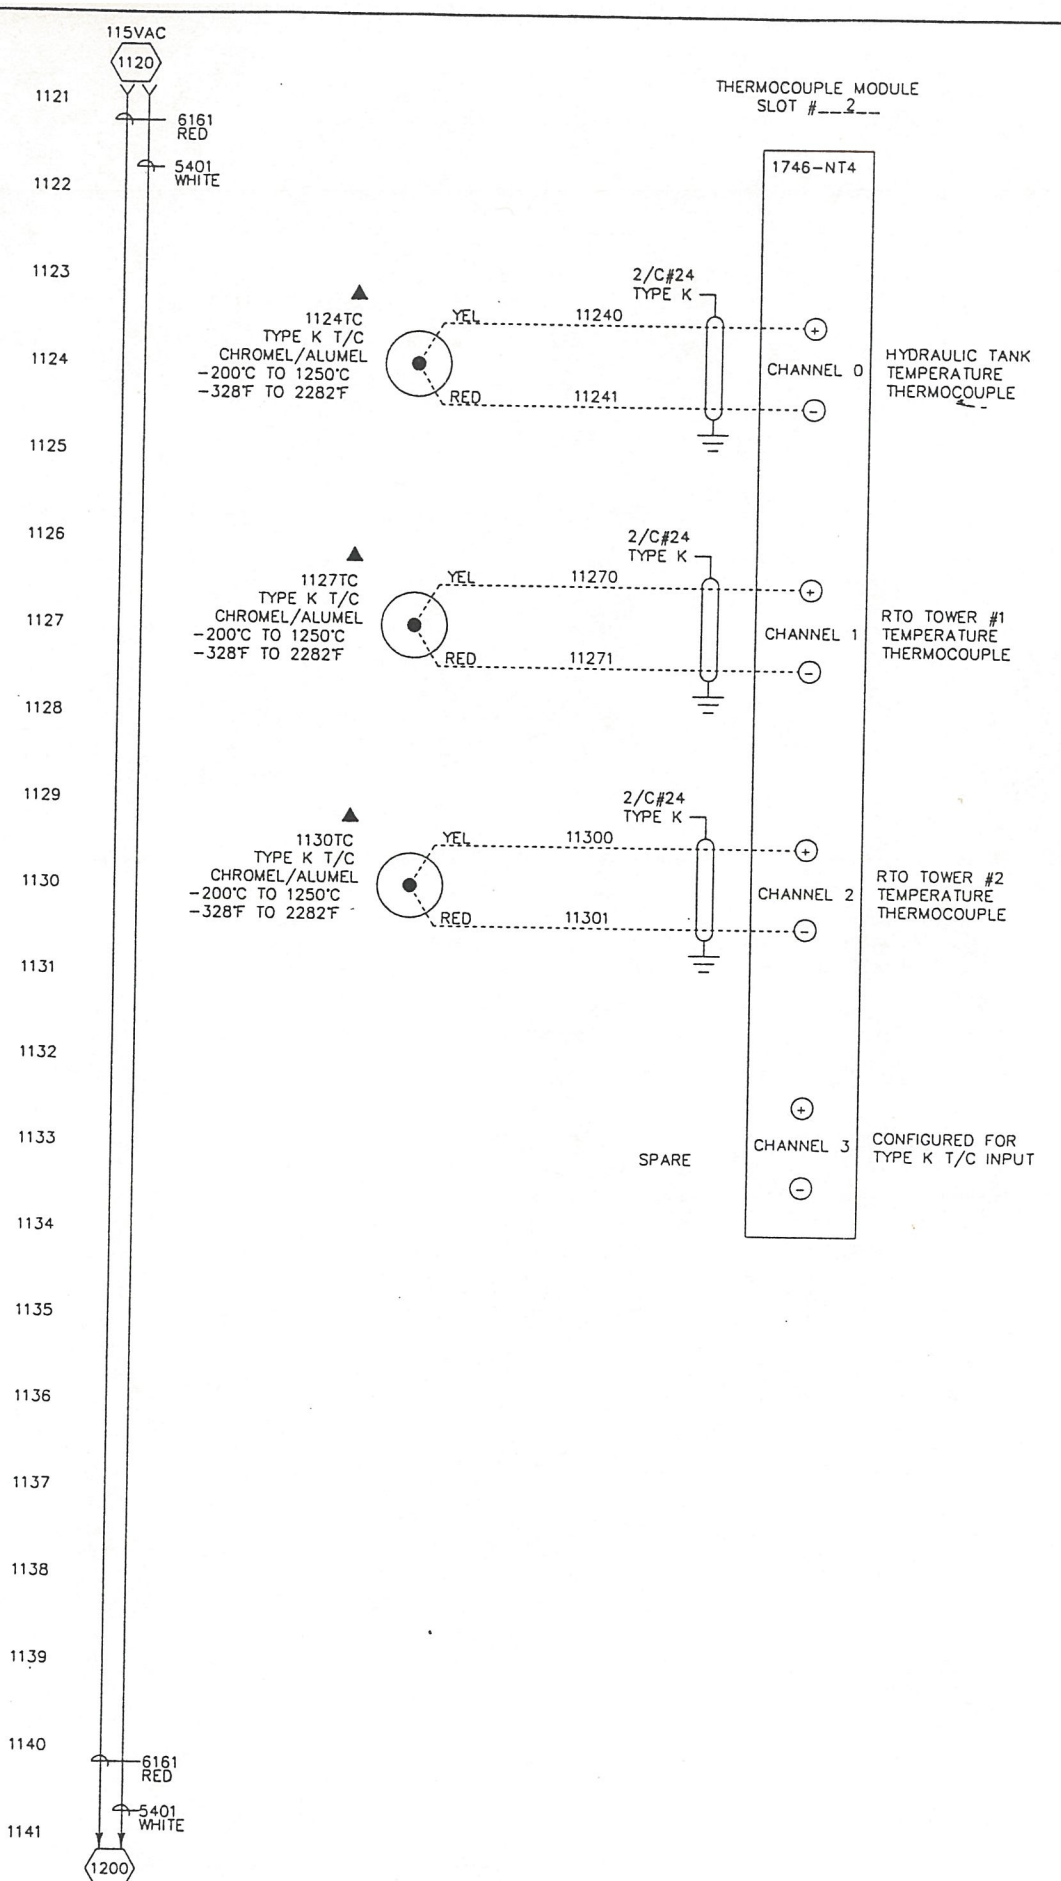 115VAC
1120
1121
6161
RED
5401
WHITE
1122
THERMOCOUPLE MODULE
SLOT #__2__
1746-NT4
1123
2/C#24
TYPE K
1124TC
TYPE K T/C
CHROMEL/ALUMEL
-200°C TO 1250°C
-328°F TO 2282°F
YEL
11240
+
1124
CHANNEL 0
HYDRAULIC TANK
TEMPERATURE
THERMOCOUPLE
RED
11241
-
1125
1126
2/C#24
TYPE K
1127TC
TYPE K T/C
CHROMEL/ALUMEL
-200°C TO 1250°C
-328°F TO 2282°F
YEL
11270
+
1127
CHANNEL 1
RTO TOWER #1
TEMPERATURE
THERMOCOUPLE
RED
11271
-
1128
1129
2/C#24
TYPE K
1130TC
TYPE K T/C
CHROMEL/ALUMEL
-200°C TO 1250°C
-328°F TO 2282°F
YEL
11300
+
1130
CHANNEL 2
RTO TOWER #2
TEMPERATURE
THERMOCOUPLE
RED
11301
-
1131
1132
+
1133
SPARE
CHANNEL 3
CONFIGURED FOR
TYPE K T/C INPUT
-
1134
1135
1136
1137
1138
1139
1140
6161
RED
5401
WHITE
1141
1200